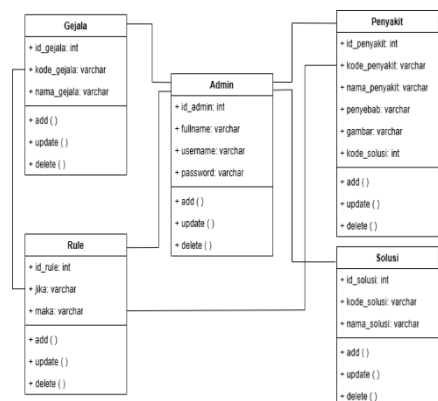 Gejala
+ id_gejala: int
+ kode_gejala: varchar
+ nama_gejala: varchar
+ add ( )
+ update ( )
+ delete ( )
Admin
+ id_admin: int
+ fullname: varchar
+ username: varchar
+ password: varchar
+ add ( )
+ update ( )
+ delete ( )
Penyakit
+ id_penyakit: int
+ kode_penyakit: varchar
+ nama_penyakit: varchar
+ penyebab: varchar
+ gambar: varchar
+ kode_solusi: int
+ add ( )
+ update ( )
+ delete ( )
Rule
+ id_rule: int
+ jika: varchar
+ maka: varchar
+ add ( )
+ update ( )
+ delete ( )
Solusi
+ id_solusi: int
+ kode_solusi: varchar
+ nama_solusi: varchar
+ add ( )
+ update ( )
+ delete ( )